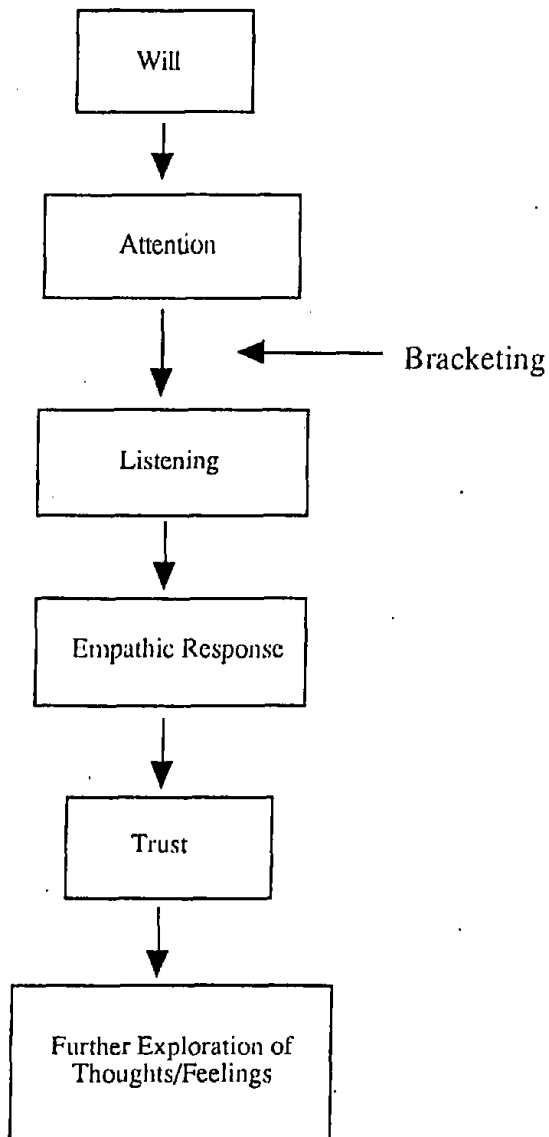 Will
Attention
Bracketing
Listening
Empathic Response
Trust
Further Exploration of
Thoughts/Feelings